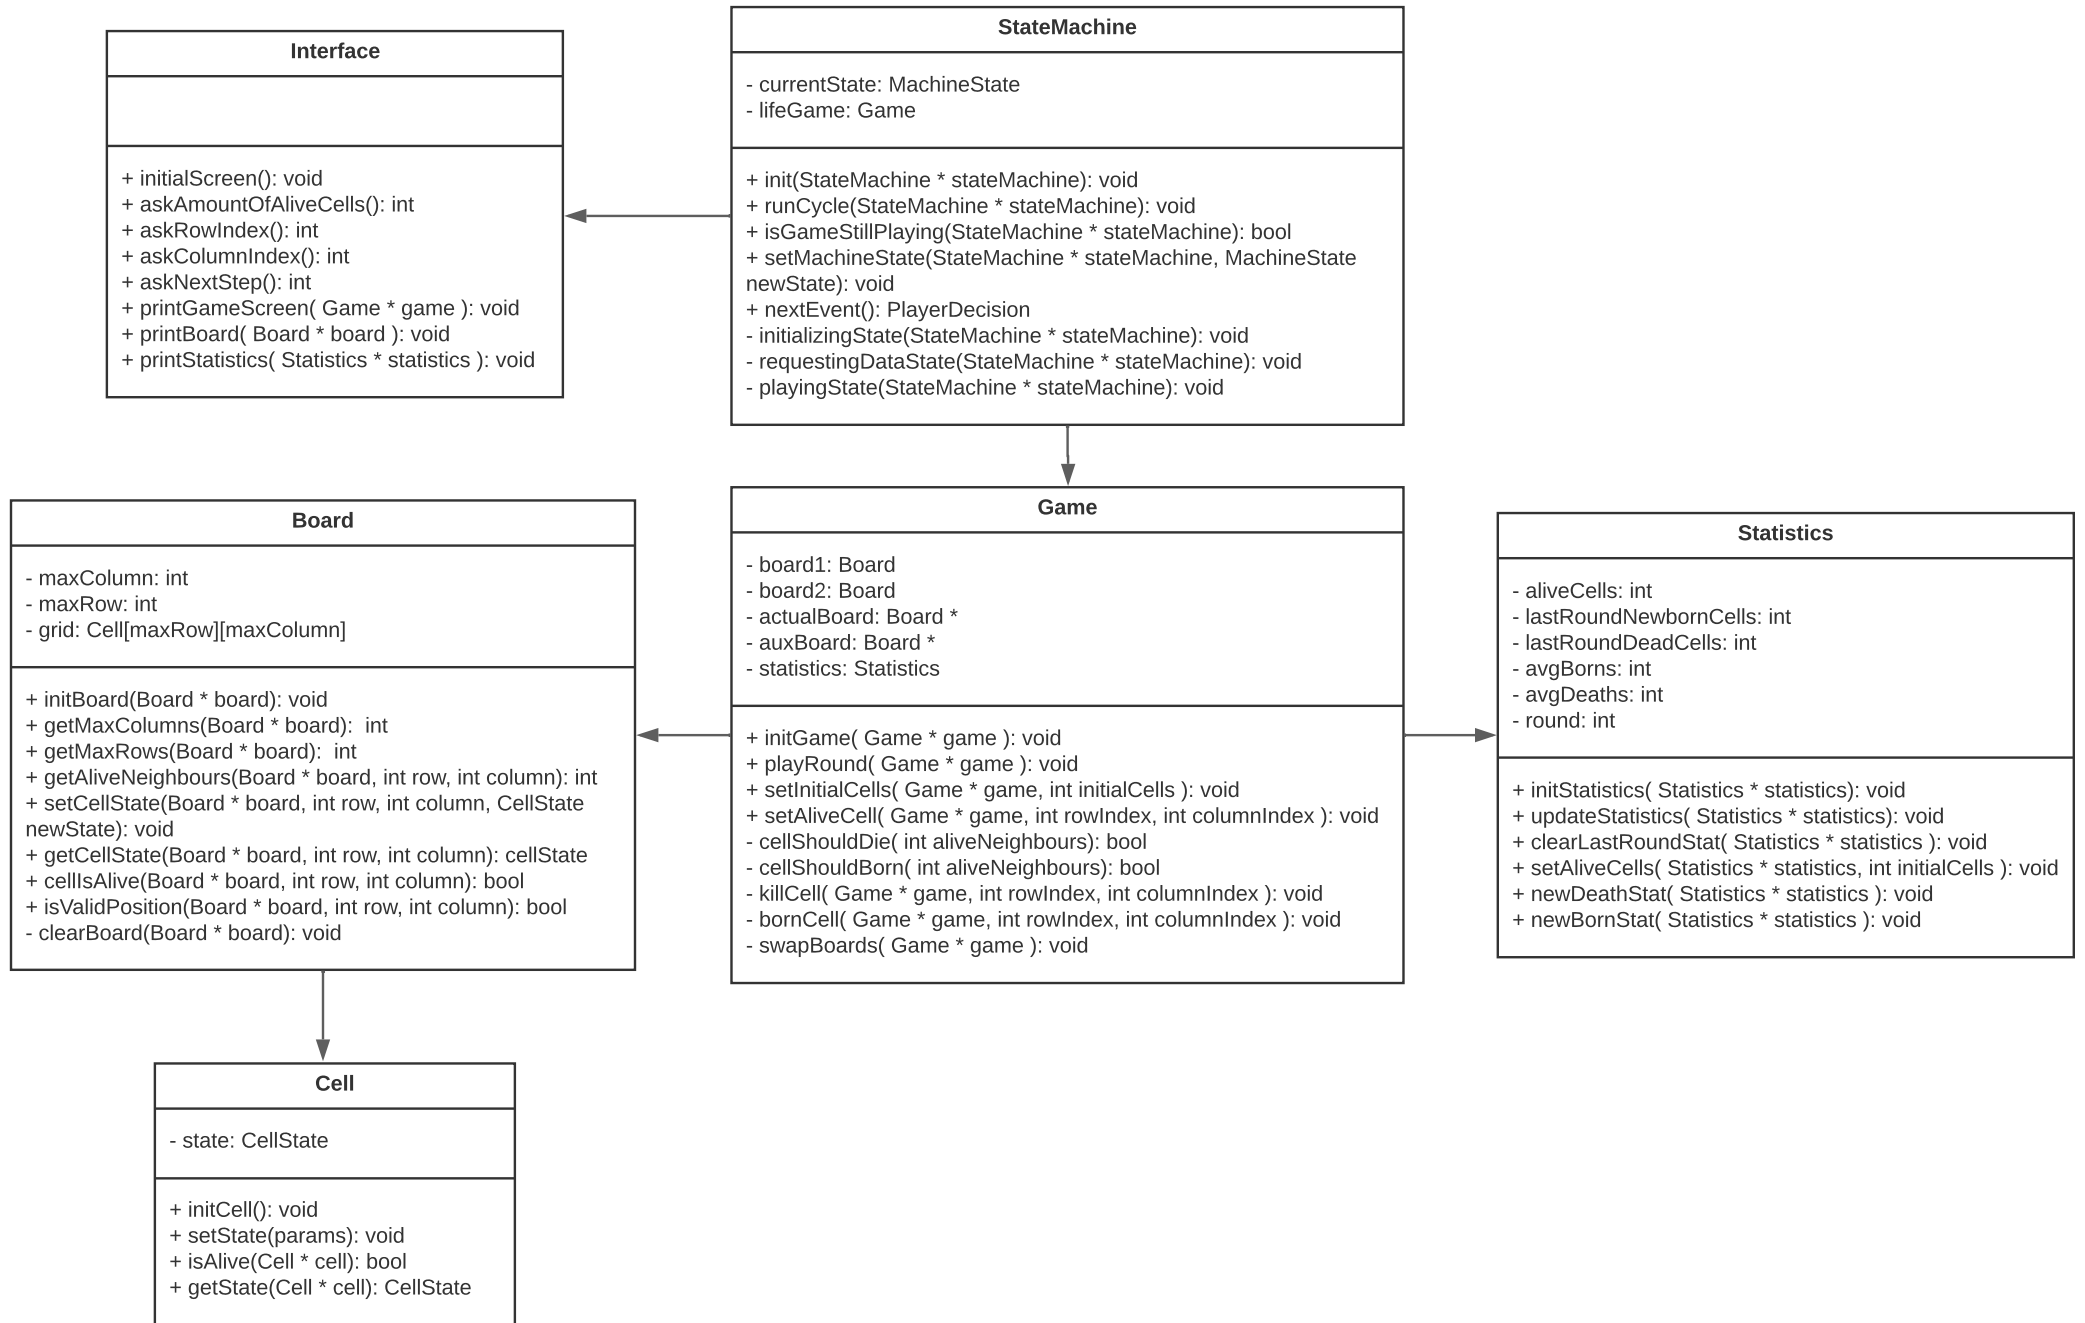 Interface
+ initialScreen(): void
+ askAmountOfAliveCells(): int
+ askRowIndex(): int
+ askColumnIndex(): int
+ askNextStep(): int
+ printGameScreen( Game * game ): void
+ printBoard( Board * board ): void
+ printStatistics( Statistics * statistics ): void
StateMachine
- currentState: MachineState
- lifeGame: Game
+ init(StateMachine * stateMachine): void
+ runCycle(StateMachine * stateMachine): void
+ isGameStillPlaying(StateMachine * stateMachine): bool
+ setMachineState(StateMachine * stateMachine, MachineState
newState): void
+ nextEvent(): PlayerDecision
- initializingState(StateMachine * stateMachine): void
- requestingDataState(StateMachine * stateMachine): void
- playingState(StateMachine * stateMachine): void
Board
- maxColumn: int
- maxRow: int
- grid: Cell[maxRow][maxColumn]
+ initBoard(Board * board): void
+ getMaxColumns(Board * board):  int
+ getMaxRows(Board * board):  int
+ getAliveNeighbours(Board * board, int row, int column): int
+ setCellState(Board * board, int row, int column, CellState
newState): void
+ getCellState(Board * board, int row, int column): cellState
+ cellIsAlive(Board * board, int row, int column): bool
+ isValidPosition(Board * board, int row, int column): bool
- clearBoard(Board * board): void
Game
- board1: Board
- board2: Board
- actualBoard: Board *
- auxBoard: Board *
- statistics: Statistics
+ initGame( Game * game ): void
+ playRound( Game * game ): void
+ setInitialCells( Game * game, int initialCells ): void
+ setAliveCell( Game * game, int rowIndex, int columnIndex ): void
- cellShouldDie( int aliveNeighbours): bool
- cellShouldBorn( int aliveNeighbours): bool
- killCell( Game * game, int rowIndex, int columnIndex ): void
- bornCell( Game * game, int rowIndex, int columnIndex ): void
- swapBoards( Game * game ): void
Statistics
- aliveCells: int
- lastRoundNewbornCells: int
- lastRoundDeadCells: int
- avgBorns: int
- avgDeaths: int
- round: int
+ initStatistics( Statistics * statistics): void
+ updateStatistics( Statistics * statistics): void
+ clearLastRoundStat( Statistics * statistics ): void
+ setAliveCells( Statistics * statistics, int initialCells ): void
+ newDeathStat( Statistics * statistics ): void
+ newBornStat( Statistics * statistics ): void
Cell
- state: CellState
+ initCell(): void
+ setState(params): void
+ isAlive(Cell * cell): bool
+ getState(Cell * cell): CellState